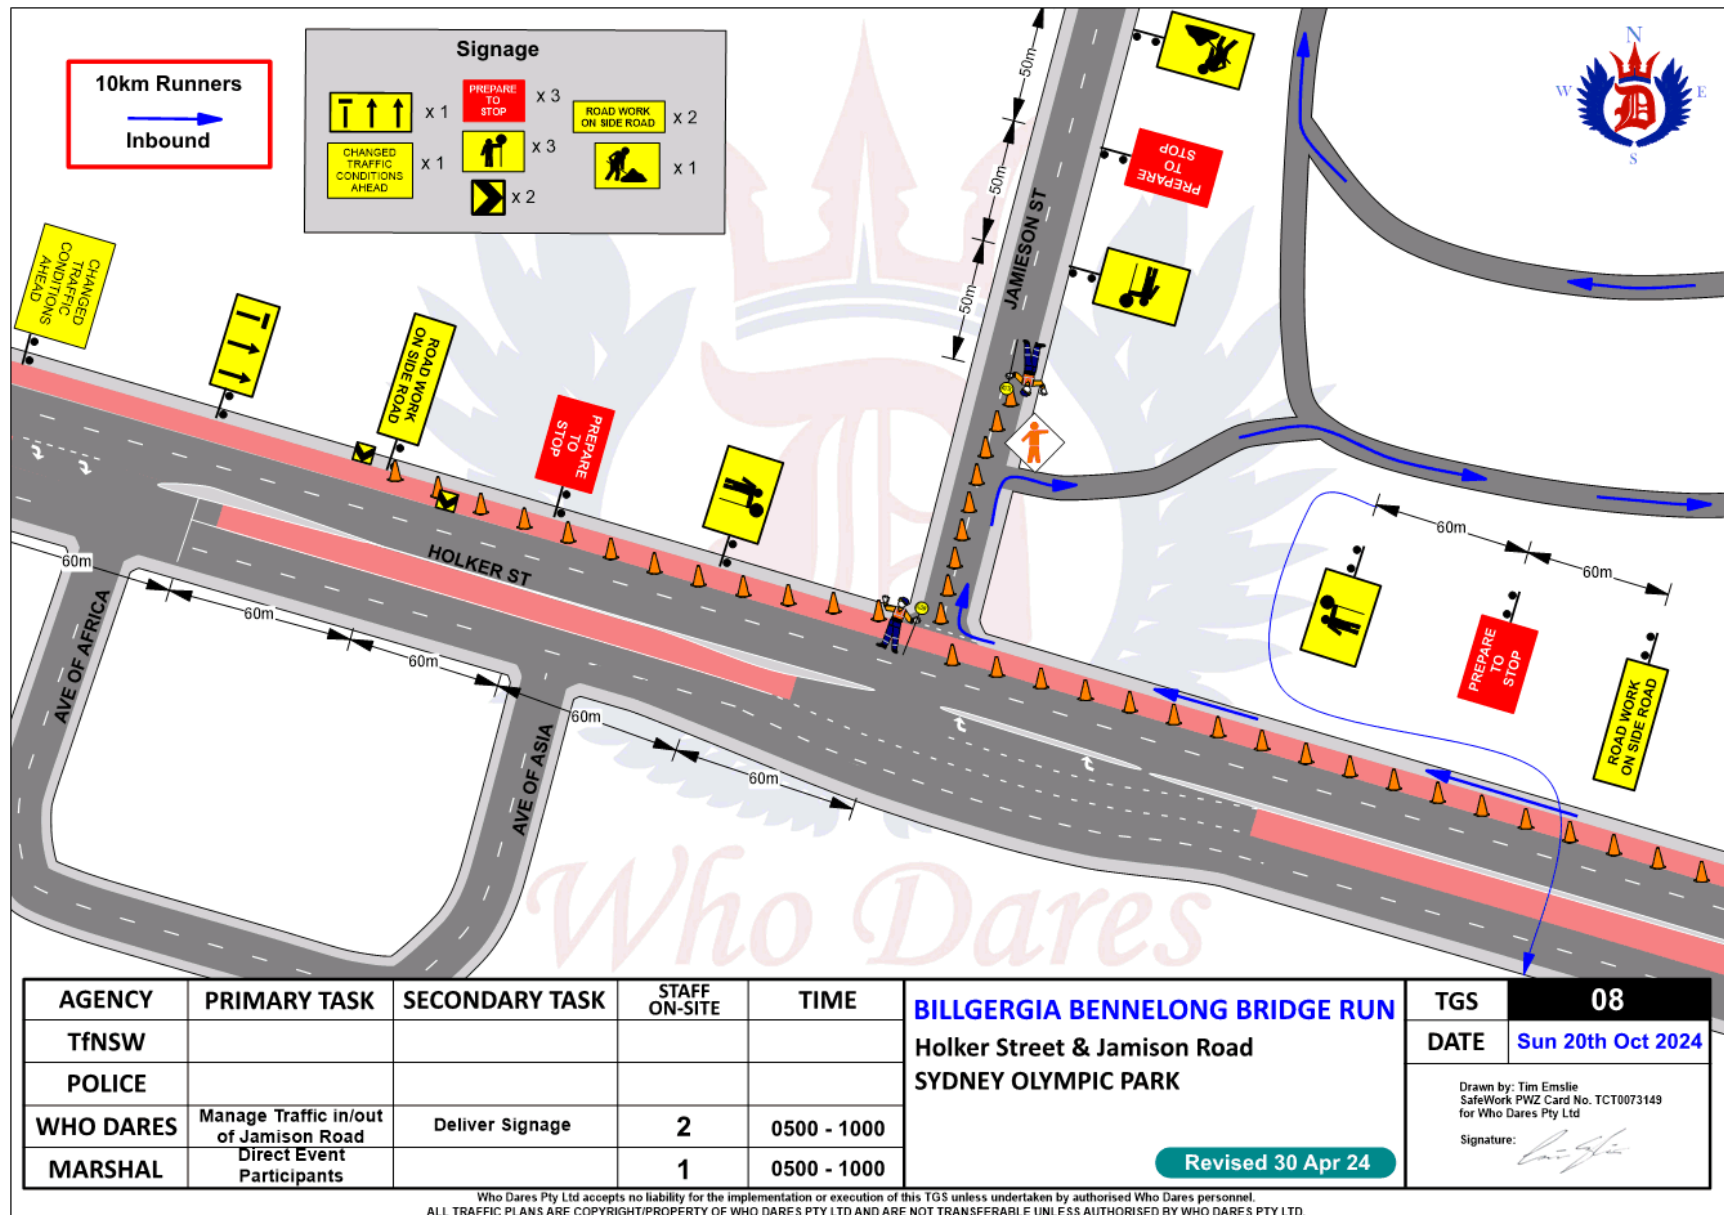 10km Runners
Inbound
Signage
x 1
PREPARE
TO
STOP
x 3
ROAD WORK
ON SIDE ROAD
x 2
CHANGED
TRAFFIC
CONDITIONS
AHEAD
x 1
x 3
x 1
x 2
N
W
E
S
D
50m
50m
50m
JAMIESON ST
PREPARE
TO
STOP
CHANGED
TRAFFIC
CONDITIONS
AHEAD
ROAD WORK
ON SIDE ROAD
PREPARE
TO
STOP
HOLKER ST
60m
60m
60m
60m
60m
AVE OF AFRICA
AVE OF ASIA
60m
60m
PREPARE
TO
STOP
ROAD WORK
ON SIDE ROAD
Who Dares
AGENCY PRIMARY TASK SECONDARY TASK STAFF ON-SITE TIME
TfNSW
POLICE
WHO DARES Manage Traffic in/out of Jamison Road Deliver Signage 2 0500 - 1000
MARSHAL Direct Event Participants 1 0500 - 1000
BILLGERGIA BENNELONG BRIDGE RUN
Holker Street & Jamison Road
SYDNEY OLYMPIC PARK
Revised 30 Apr 24
TGS 08
DATE Sun 20th Oct 2024
Drawn by: Tim Emslie
SafeWork PWZ Card No. TCT0073149
for Who Dares Pty Ltd
Signature:
Who Dares Pty Ltd accepts no liability for the implementation or execution of this TGS unless undertaken by authorised Who Dares personnel.
ALL TRAFFIC PLANS ARE COPYRIGHT/PROPERTY OF WHO DARES PTY LTD AND ARE NOT TRANSFERABLE UNLESS AUTHORISED BY WHO DARES PTY LTD.